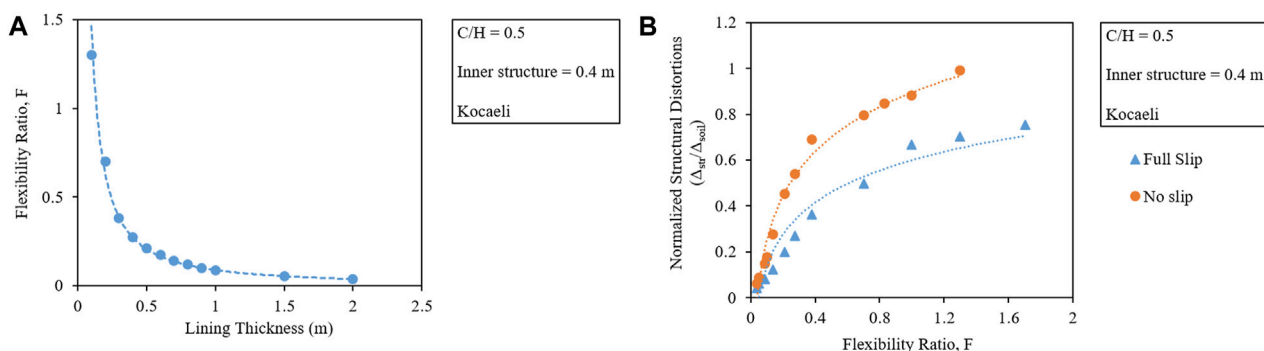 A
1.5
1
0.5
0
0
0.5
1
1.5
2
2.5
Flexibility Ratio, F
Lining Thickness (m)
C/H = 0.5
Inner structure = 0.4 m
Kocaeli
B
1.2
1
0.8
0.6
0.4
0.2
0
0
0.4
0.8
1.2
1.6
2
Normalized Structural Distortions
(Δstr/Δsoil)
Flexibility Ratio, F
C/H = 0.5
Inner structure = 0.4 m
Kocaeli
Full Slip
No slip